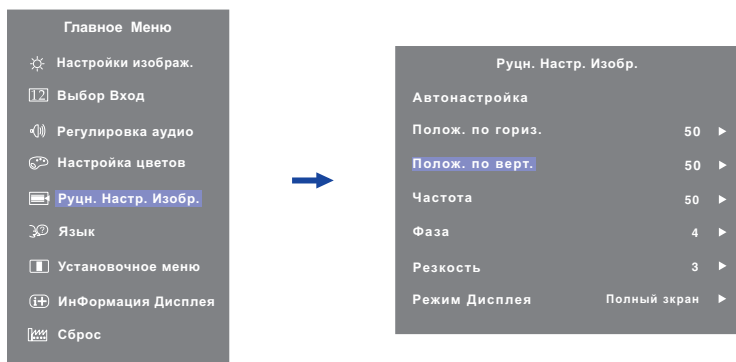 Главное Меню
Настройки изображ.
12 Выбор Вход
Регулировка аудио
Настройка цветов
Руцн. Настр. Изобр.
Язык
Установочное меню
i+ ИнФормация Дисплея
Сброс
Руцн. Настр. Изобр.
Автонастройка
Полож. по гориз. 50
Полож. по верт. 50
Частота 50
Фаза 4
Резкость 3
Режим Дисплея Полный зкран